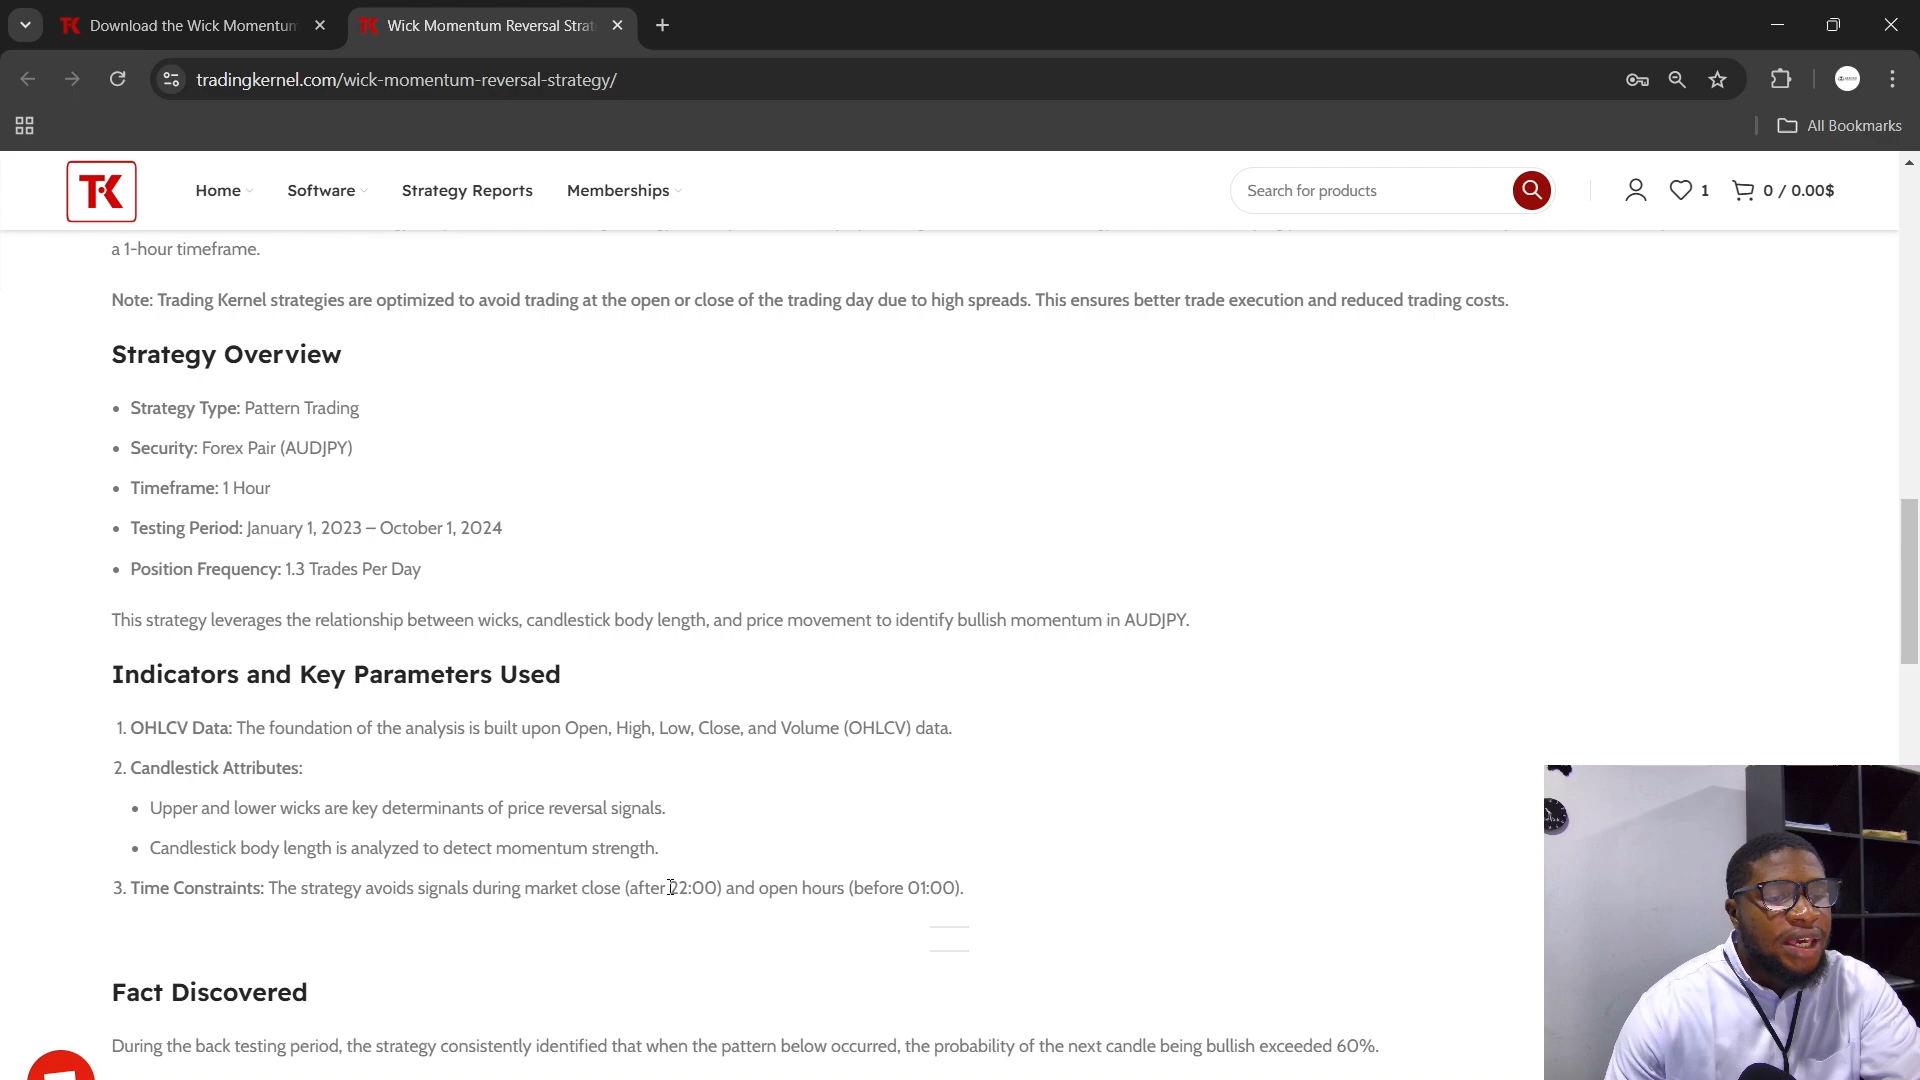 Download the Wick Momentum
Wick Momentum Reversal Strat
tradingkernel.com/wick-momentum-reversal-strategy/
All Bookmarks
TK
Home
Software
Strategy Reports
Memberships
Search for products
1
0 / 0.00$
a 1-hour timeframe.
Note: Trading Kernel strategies are optimized to avoid trading at the open or close of the trading day due to high spreads. This ensures better trade execution and reduced trading costs.
Strategy Overview
• Strategy Type: Pattern Trading
• Security: Forex Pair (AUDJPY)
• Timeframe: 1 Hour
• Testing Period: January 1, 2023 – October 1, 2024
• Position Frequency: 1.3 Trades Per Day
This strategy leverages the relationship between wicks, candlestick body length, and price movement to identify bullish momentum in AUDJPY.
Indicators and Key Parameters Used
1. OHLCV Data: The foundation of the analysis is built upon Open, High, Low, Close, and Volume (OHLCV) data.
2. Candlestick Attributes:
• Upper and lower wicks are key determinants of price reversal signals.
• Candlestick body length is analyzed to detect momentum strength.
3. Time Constraints: The strategy avoids signals during market close (after 22:00) and open hours (before 01:00).
Fact Discovered
During the back testing period, the strategy consistently identified that when the pattern below occurred, the probability of the next candle being bullish exceeded 60%.